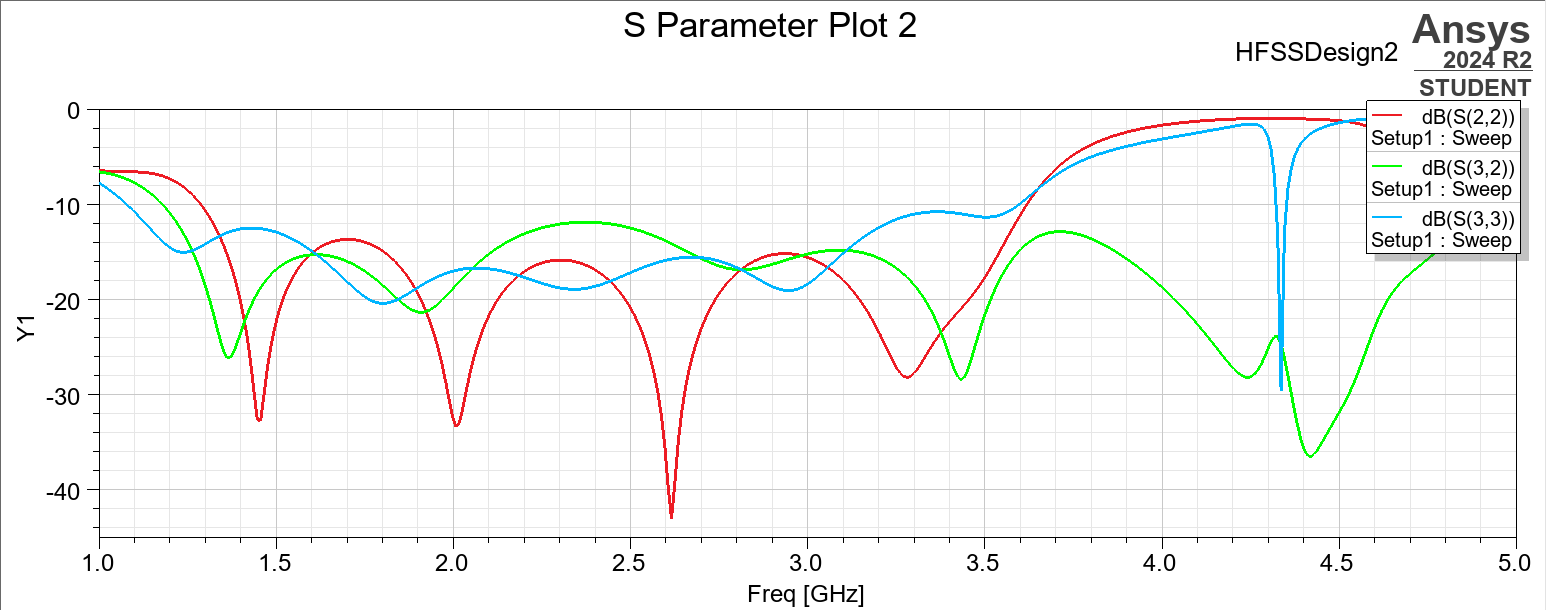 S Parameter Plot 2
Ansys
HFSSDesign2
2024 R2
STUDENT
dB(S(2,2))
Setup1 : Sweep
dB(S(3,2))
Setup1 : Sweep
dB(S(3,3))
Setup1 : Sweep
0
-10
-20
-30
-40
Y1
1.0 1.5 2.0 2.5 3.0 3.5 4.0 4.5 5.0
Freq [GHz]